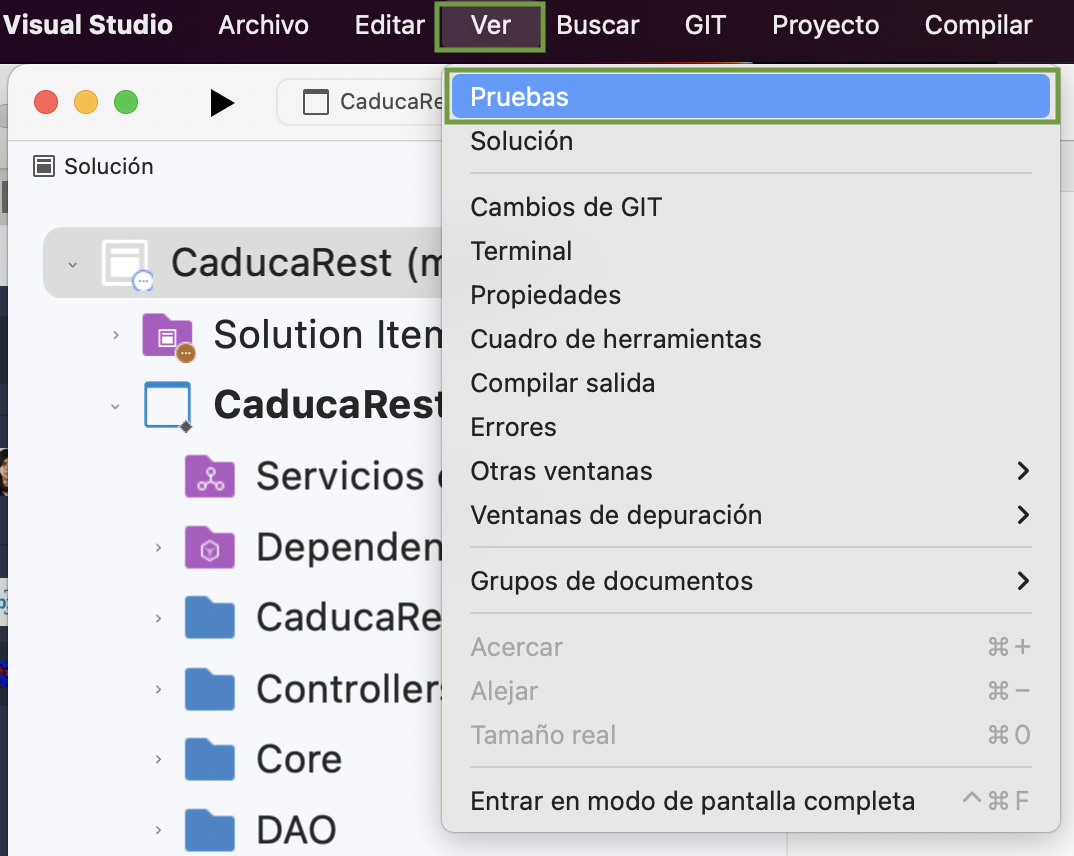 Visual Studio Archivo Editar Ver Buscar GIT Proyecto Compilar
CaducaRe
Pruebas
Solución
Solución
Cambios de GIT
Terminal
Propiedades
Cuadro de herramientas
Compilar salida
Errores
Otras ventanas
Ventanas de depuración
Grupos de documentos
Acercar ⌘+
Alejar ⌘−
Tamaño real ⌘0
Entrar en modo de pantalla completa ^⌘F
CaducaRest (m
Solution Item
CaducaRest
Servicios
Dependen
CaducaRe
Controllers
Core
DAO